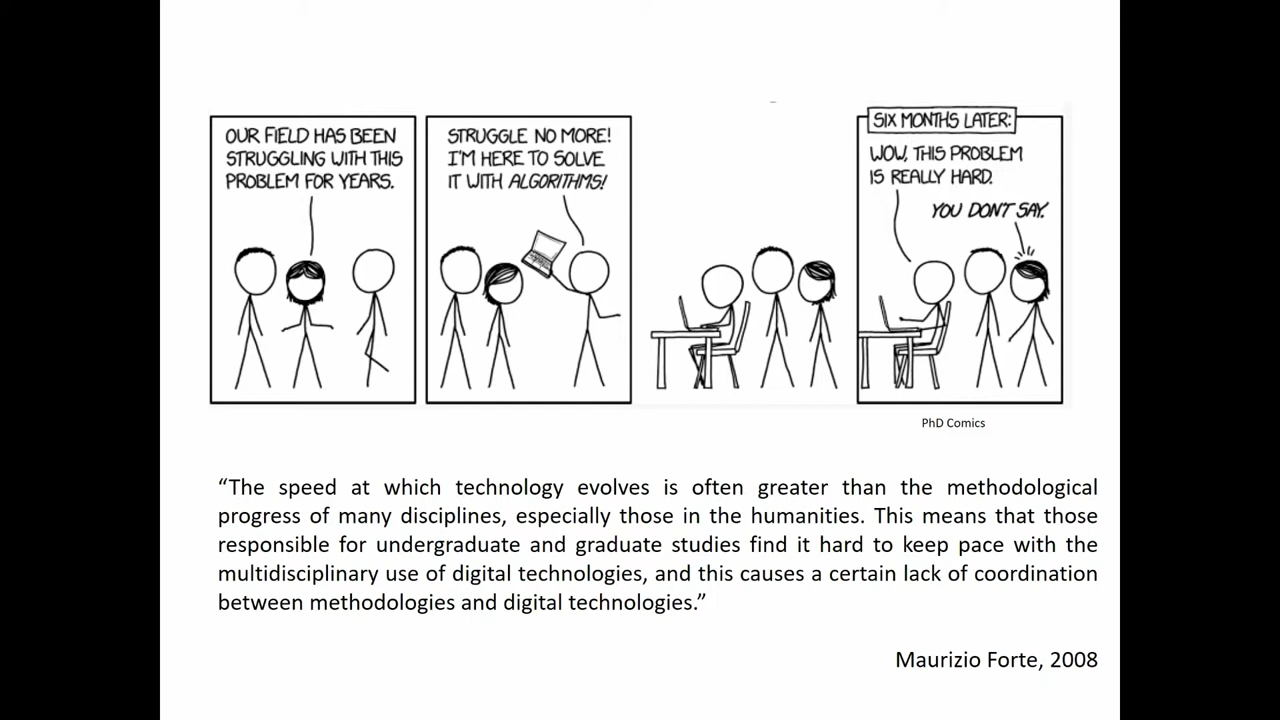 OUR FIELD HAS BEEN
STRUGGLING WITH THIS
PROBLEM FOR YEARS.
STRUGGLE NO MORE!
I'M HERE TO SOLVE
IT WITH ALGORITHMS!
SIX MONTHS LATER:
WOW, THIS PROBLEM
IS REALLY HARD.
YOU DON'T SAY.
PhD Comics
“The speed at which technology evolves is often greater than the methodological
progress of many disciplines, especially those in the humanities. This means that those
responsible for undergraduate and graduate studies find it hard to keep pace with the
multidisciplinary use of digital technologies, and this causes a certain lack of coordination
between methodologies and digital technologies.”
Maurizio Forte, 2008